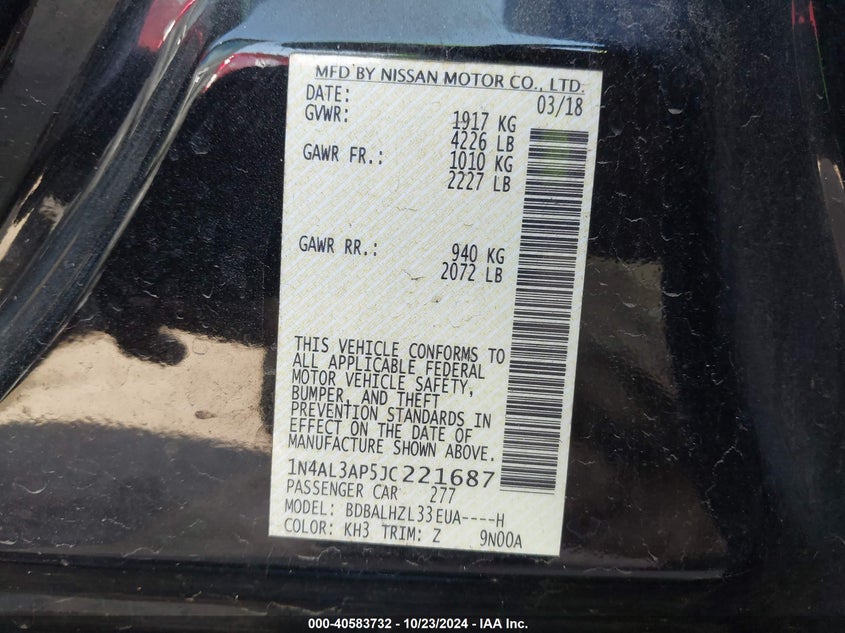 MFD BY NISSAN MOTOR CO., LTD.
DATE: 03/18
GVWR: 1917 KG
4226 LB
GAWR FR.: 1010 KG
2227 LB
GAWR RR.: 940 KG
2072 LB
THIS VEHICLE CONFORMS TO
ALL APPLICABLE FEDERAL
MOTOR VEHICLE SAFETY,
BUMPER, AND THEFT
PREVENTION STANDARDS IN
EFFECT ON THE DATE OF
MANUFACTURE SHOWN ABOVE.
1N4AL3AP5JC221687
PASSENGER CAR 277
MODEL: BDBALHZL33EUA----H
COLOR: KH3 TRIM: Z 9N00A
000-40583732 - 10/23/2024 - IAA Inc.